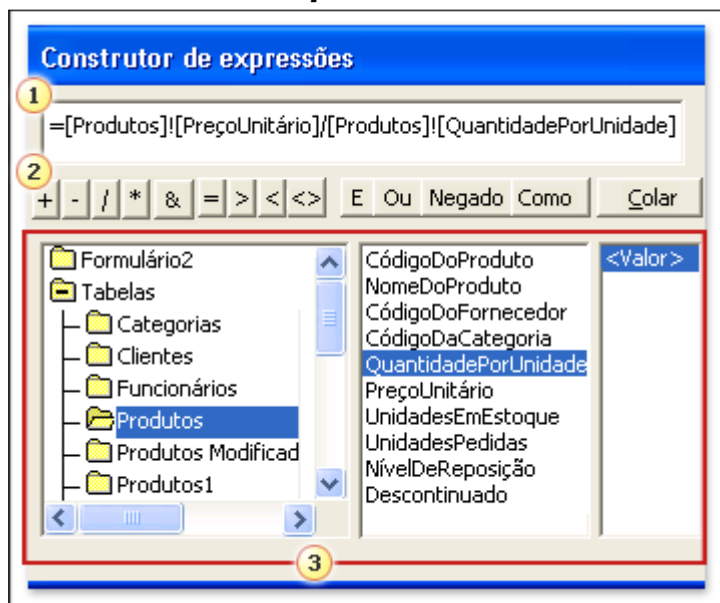 Construtor de expressões
1
=[Produtos]![PreçoUnitário]/[Produtos]![QuantidadePorUnidade]
2
+ - / * & = > < <> E Ou Negado Como Colar
Formulário2
Tabelas
Categorias
Clientes
Funcionários
Produtos
Produtos Modificad
Produtos1
CódigoDoProduto
NomeDoProduto
CódigoDoFornecedor
CódigoDaCategoria
QuantidadePorUnidade
PreçoUnitário
UnidadesEmEstoque
UnidadesPedidas
NívelDeReposição
Descontinuado
<Valor>
3